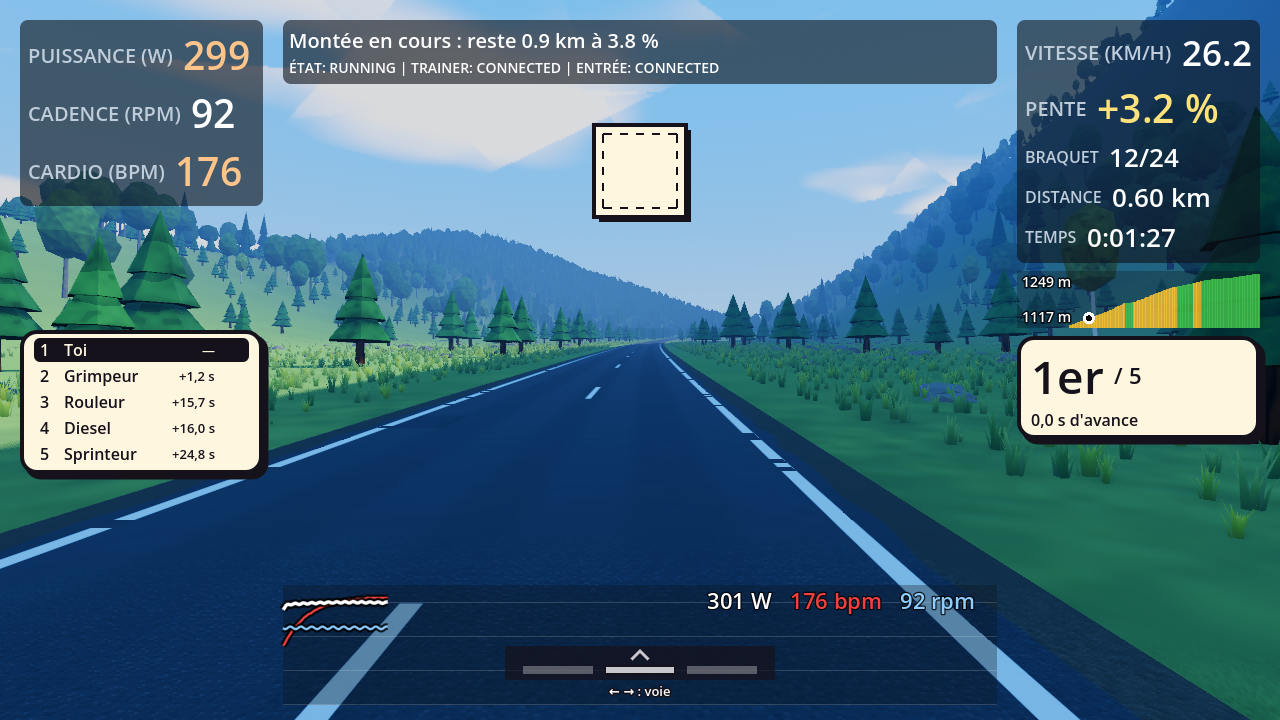 PUISSANCE (W) 299
CADENCE (RPM) 92
CARDIO (BPM) 176
Montée en cours : reste 0.9 km à 3.8 %
ÉTAT: RUNNING | TRAINER: CONNECTED | ENTRÉE: CONNECTED
VITESSE (KM/H) 26.2
PENTE +3.2 %
BRAQUET 12/24
DISTANCE 0.60 km
TEMPS 0:01:27
1249 m
1117 m
1 Toi —
2 Grimpeur +1,2 s
3 Rouleur +15,7 s
4 Diesel +16,0 s
5 Sprinteur +24,8 s
1er / 5
0,0 s d'avance
301 W 176 bpm 92 rpm
← → : voie